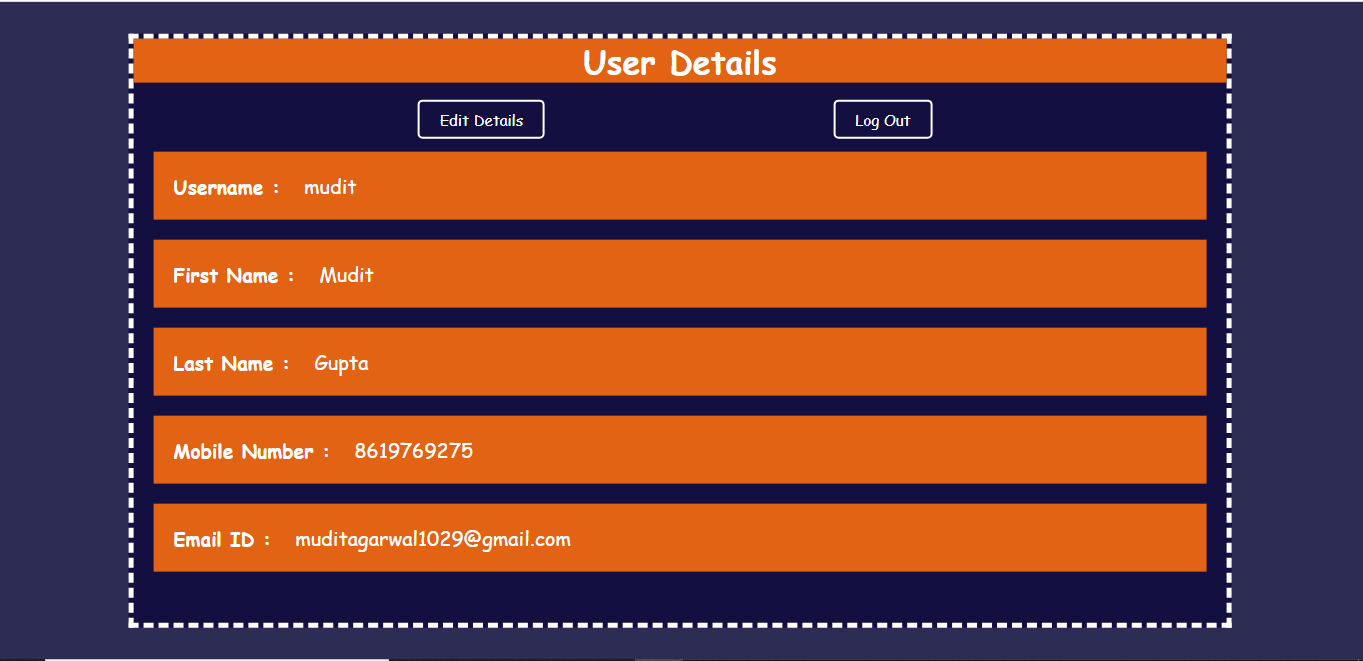 User Details
Edit Details Log Out
Username : mudit
First Name : Mudit
Last Name : Gupta
Mobile Number : 8619769275
Email ID : muditagarwal1029@gmail.com